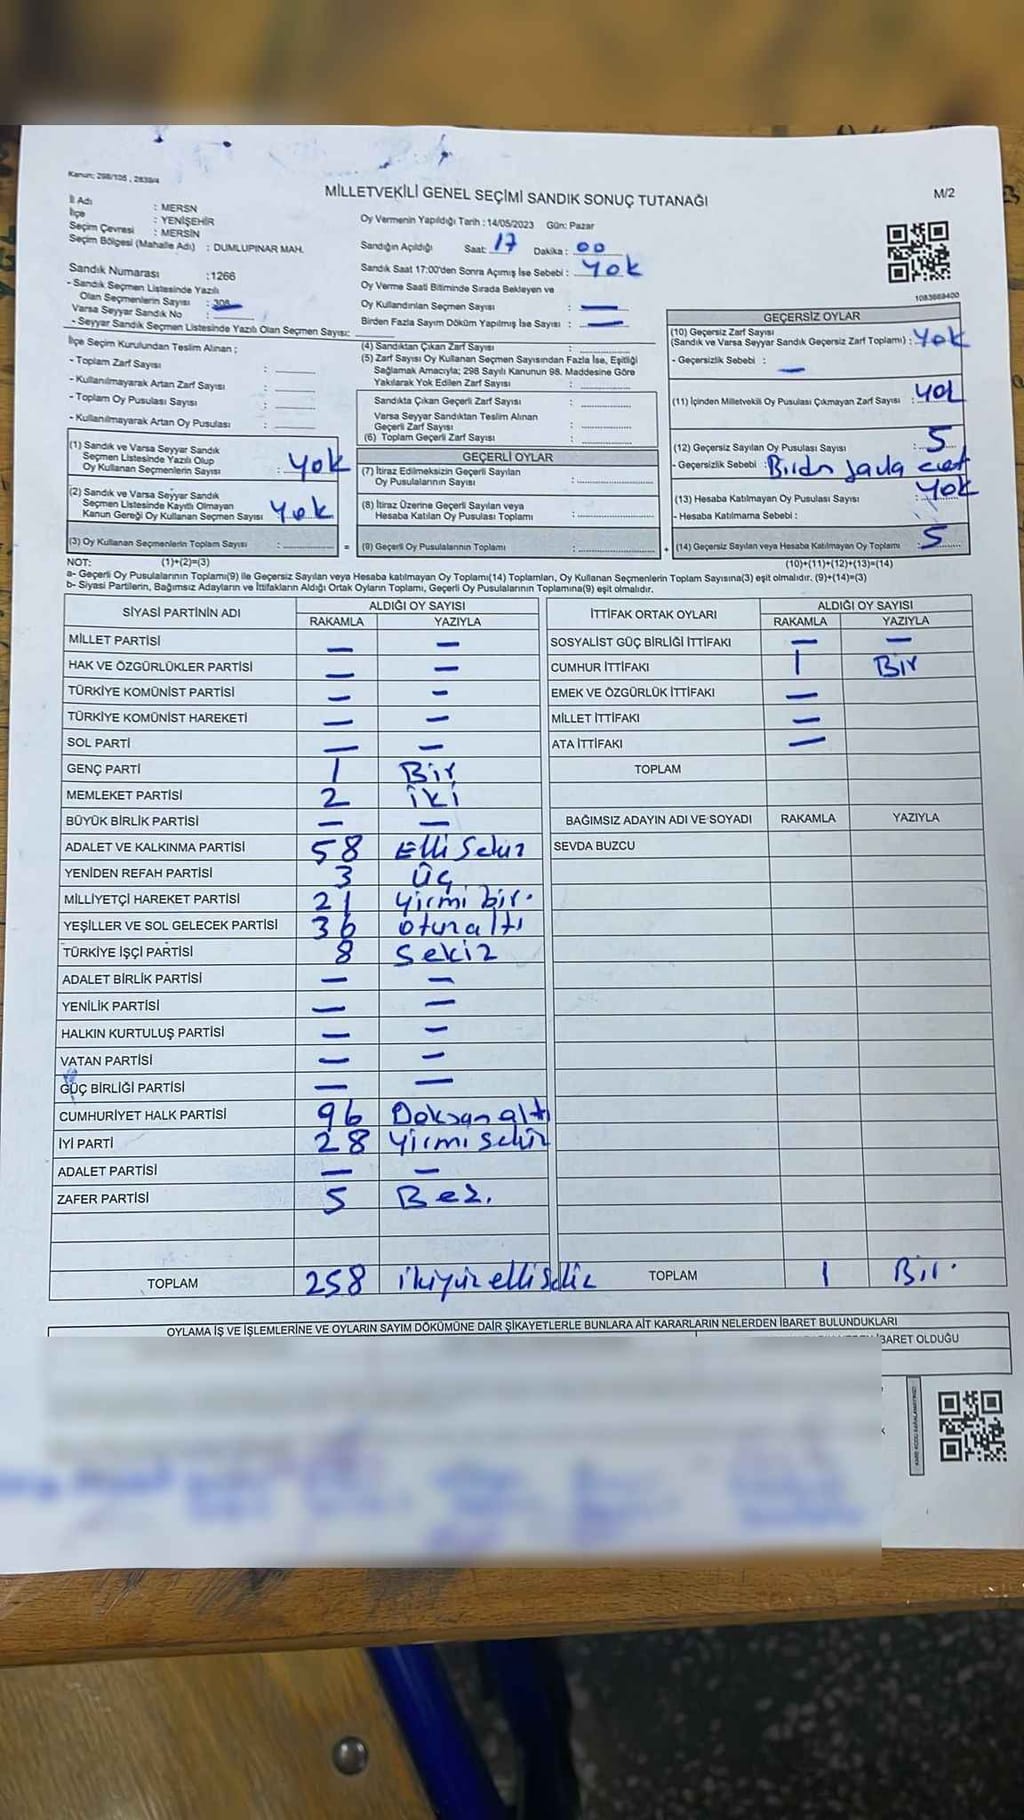 Kanun: 298/105 , 2839/4
MİLLETVEKİLİ GENEL SEÇİMİ SANDIK SONUÇ TUTANAĞI
M/2
İl Adı : MERSN
İlçe : YENİŞEHİR
Seçim Çevresi : MERSİN
Seçim Bölgesi (Mahalle Adı) : DUMLUPINAR MAH.
Sandık Numarası : 1266
- Sandık Seçmen Listesinde Yazılı
Olan Seçmenlerin Sayısı :
Varsa Seyyar Sandık No :
- Seyyar Sandık Seçmen Listesinde Yazılı Olan Seçmen Sayısı:
Oy Vermenin Yapıldığı Tarih : 14/05/2023 Gün: Pazar
Sandığın Açıldığı Saat: 17 Dakika : 00
Sandık Saat 17:00'den Sonra Açımış İse Sebebi : Yok
Oy Verme Saati Bitiminde Sırada Bekleyen ve
Oy Kullandırılan Seçmen Sayısı : —
Birden Fazla Sayım Döküm Yapılmış İse Sayısı : —
1083669400
İlçe Seçim Kurulundan Teslim Alınan ;
- Toplam Zarf Sayısı :
- Kullanılmayarak Artan Zarf Sayısı :
- Toplam Oy Pusulası Sayısı :
- Kullanılmayarak Artan Oy Pusulası :
(4) Sandıktan Çıkan Zarf Sayısı :
(5) Zarf Sayısı Oy Kullanan Seçmen Sayısından Fazla İse, Eşitliği
Sağlamak Amacıyla; 298 Sayılı Kanunun 98. Maddesine Göre
Yakılarak Yok Edilen Zarf Sayısı :
Sandıkta Çıkan Geçerli Zarf Sayısı :
Varsa Seyyar Sandıktan Teslim Alınan
Geçerli Zarf Sayısı :
(6) Toplam Geçerli Zarf Sayısı :
GEÇERSİZ OYLAR
(10) Geçersiz Zarf Sayısı
(Sandık ve Varsa Seyyar Sandık Geçersiz Zarf Toplamı) : Yok
- Geçersizlik Sebebi : —
(11) İçinden Milletvekili Oy Pusulası Çıkmayan Zarf Sayısı : YOL
(12) Geçersiz Sayılan Oy Pusulası Sayısı : 5
- Geçersizlik Sebebi :
(13) Hesaba Katılmayan Oy Pusulası Sayısı : Yok
- Hesaba Katılmama Sebebi :
(14) Geçersiz Sayılan veya Hesaba Katılmayan Oy Toplamı 5
(1) Sandık ve Varsa Seyyar Sandık
Seçmen Listesinde Yazılı Olup
Oy Kullanan Seçmenlerin Sayısı : Yok
(2) Sandık ve Varsa Seyyar Sandık
Seçmen Listesinde Kayıtlı Olmayan
Kanun Gereği Oy Kullanan Seçmen Sayısı : Yok
(3) Oy Kullanan Seçmenlerin Toplam Sayısı : =
GEÇERLİ OYLAR
(7) İtiraz Edilmeksizin Geçerli Sayılan
Oy Pusulalarının Sayısı :
(8) İtiraz Üzerine Geçerli Sayılan veya
Hesaba Katılan Oy Pusulası Toplamı :
(9) Geçerli Oy Pusulalarının Toplamı : +
NOT: (1)+(2)=(3) (10)+(11)+(12)+(13)=(14)
a- Geçerli Oy Pusulalarının Toplamı(9) ile Geçersiz Sayılan veya Hesaba katılmayan Oy Toplamı(14) Toplamları, Oy Kullanan Seçmenlerin Toplam Sayısına(3) eşit olmalıdır. (9)+(14)=(3)
b- Siyasi Partilerin, Bağımsız Adayların ve İttifakların Aldığı Ortak Oyların Toplamı, Geçerli Oy Pusulalarının Toplamına(9) eşit olmalıdır.
SİYASİ PARTİNİN ADI ALDIĞI OY SAYISI
RAKAMLA YAZIYLA
MİLLET PARTİSİ — —
HAK VE ÖZGÜRLÜKLER PARTİSİ — —
TÜRKİYE KOMÜNİST PARTİSİ — —
TÜRKİYE KOMÜNİST HAREKETİ — —
SOL PARTİ — —
GENÇ PARTİ 1 Bir
MEMLEKET PARTİSİ 2 iki
BÜYÜK BİRLİK PARTİSİ — —
ADALET VE KALKINMA PARTİSİ 58 Elli Sekiz
YENİDEN REFAH PARTİSİ 3 Üç
MİLLİYETÇİ HAREKET PARTİSİ 21 yirmi bir.
YEŞİLLER VE SOL GELECEK PARTİSİ 36 otuz altı
TÜRKİYE İŞÇİ PARTİSİ 8 Sekiz
ADALET BİRLİK PARTİSİ — —
YENİLİK PARTİSİ — —
HALKIN KURTULUŞ PARTİSİ — —
VATAN PARTİSİ — —
GÜÇ BİRLİĞİ PARTİSİ — —
CUMHURİYET HALK PARTİSİ 96 Doksan altı
İYİ PARTİ 28 yirmi sekiz
ADALET PARTİSİ — —
ZAFER PARTİSİ 5 Beş.
TOPLAM 258 ikiyüz elli sekiz
İTTİFAK ORTAK OYLARI ALDIĞI OY SAYISI
RAKAMLA YAZIYLA
SOSYALİST GÜÇ BİRLİĞİ İTTİFAKI — —
CUMHUR İTTİFAKI 1 Bir
EMEK VE ÖZGÜRLÜK İTTİFAKI —
MİLLET İTTİFAKI —
ATA İTTİFAKI —
TOPLAM
BAĞIMSIZ ADAYIN ADI VE SOYADI RAKAMLA YAZIYLA
SEVDA BUZCU
TOPLAM 1 Bir.
OYLAMA İŞ VE İŞLEMLERİNE VE OYLARIN SAYIM DÖKÜMÜNE DAİR ŞİKAYETLERLE BUNLARA AİT KARARLARIN NELERDEN İBARET BULUNDUKLARI
İBARET OLDUĞU